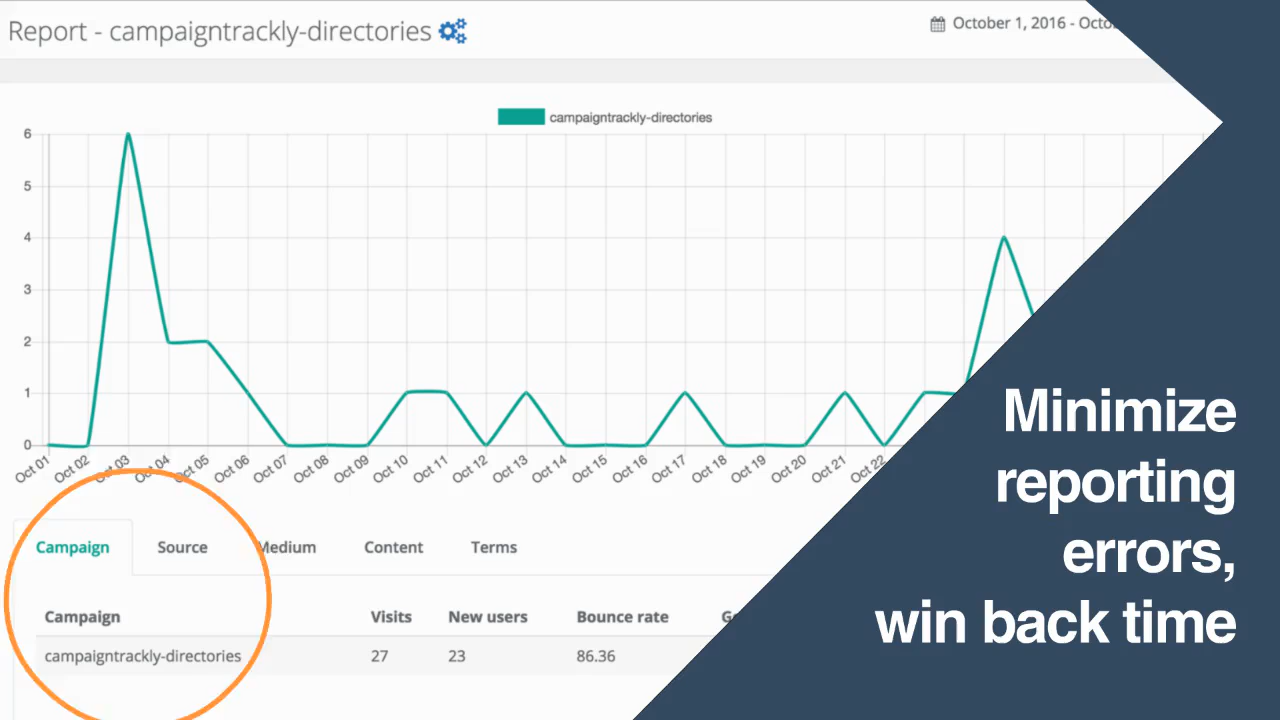 Report - campaigntrackly-directories
October 1, 2016 -
campaigntrackly-directories
6
5
4
3
2
1
0
Oct 01 Oct 02 Oct 03 Oct 04 Oct 05 Oct 06 Oct 07 Oct 08 Oct 09 Oct 10 Oct 11 Oct 12 Oct 13 Oct 14 Oct 15 Oct 16 Oct 17 Oct 18 Oct 19 Oct 20 Oct 21 Oct 22
Minimize
reporting
errors,
win back time
Campaign Source Medium Content Terms
Campaign Visits New users Bounce rate
campaigntrackly-directories 27 23 86.36